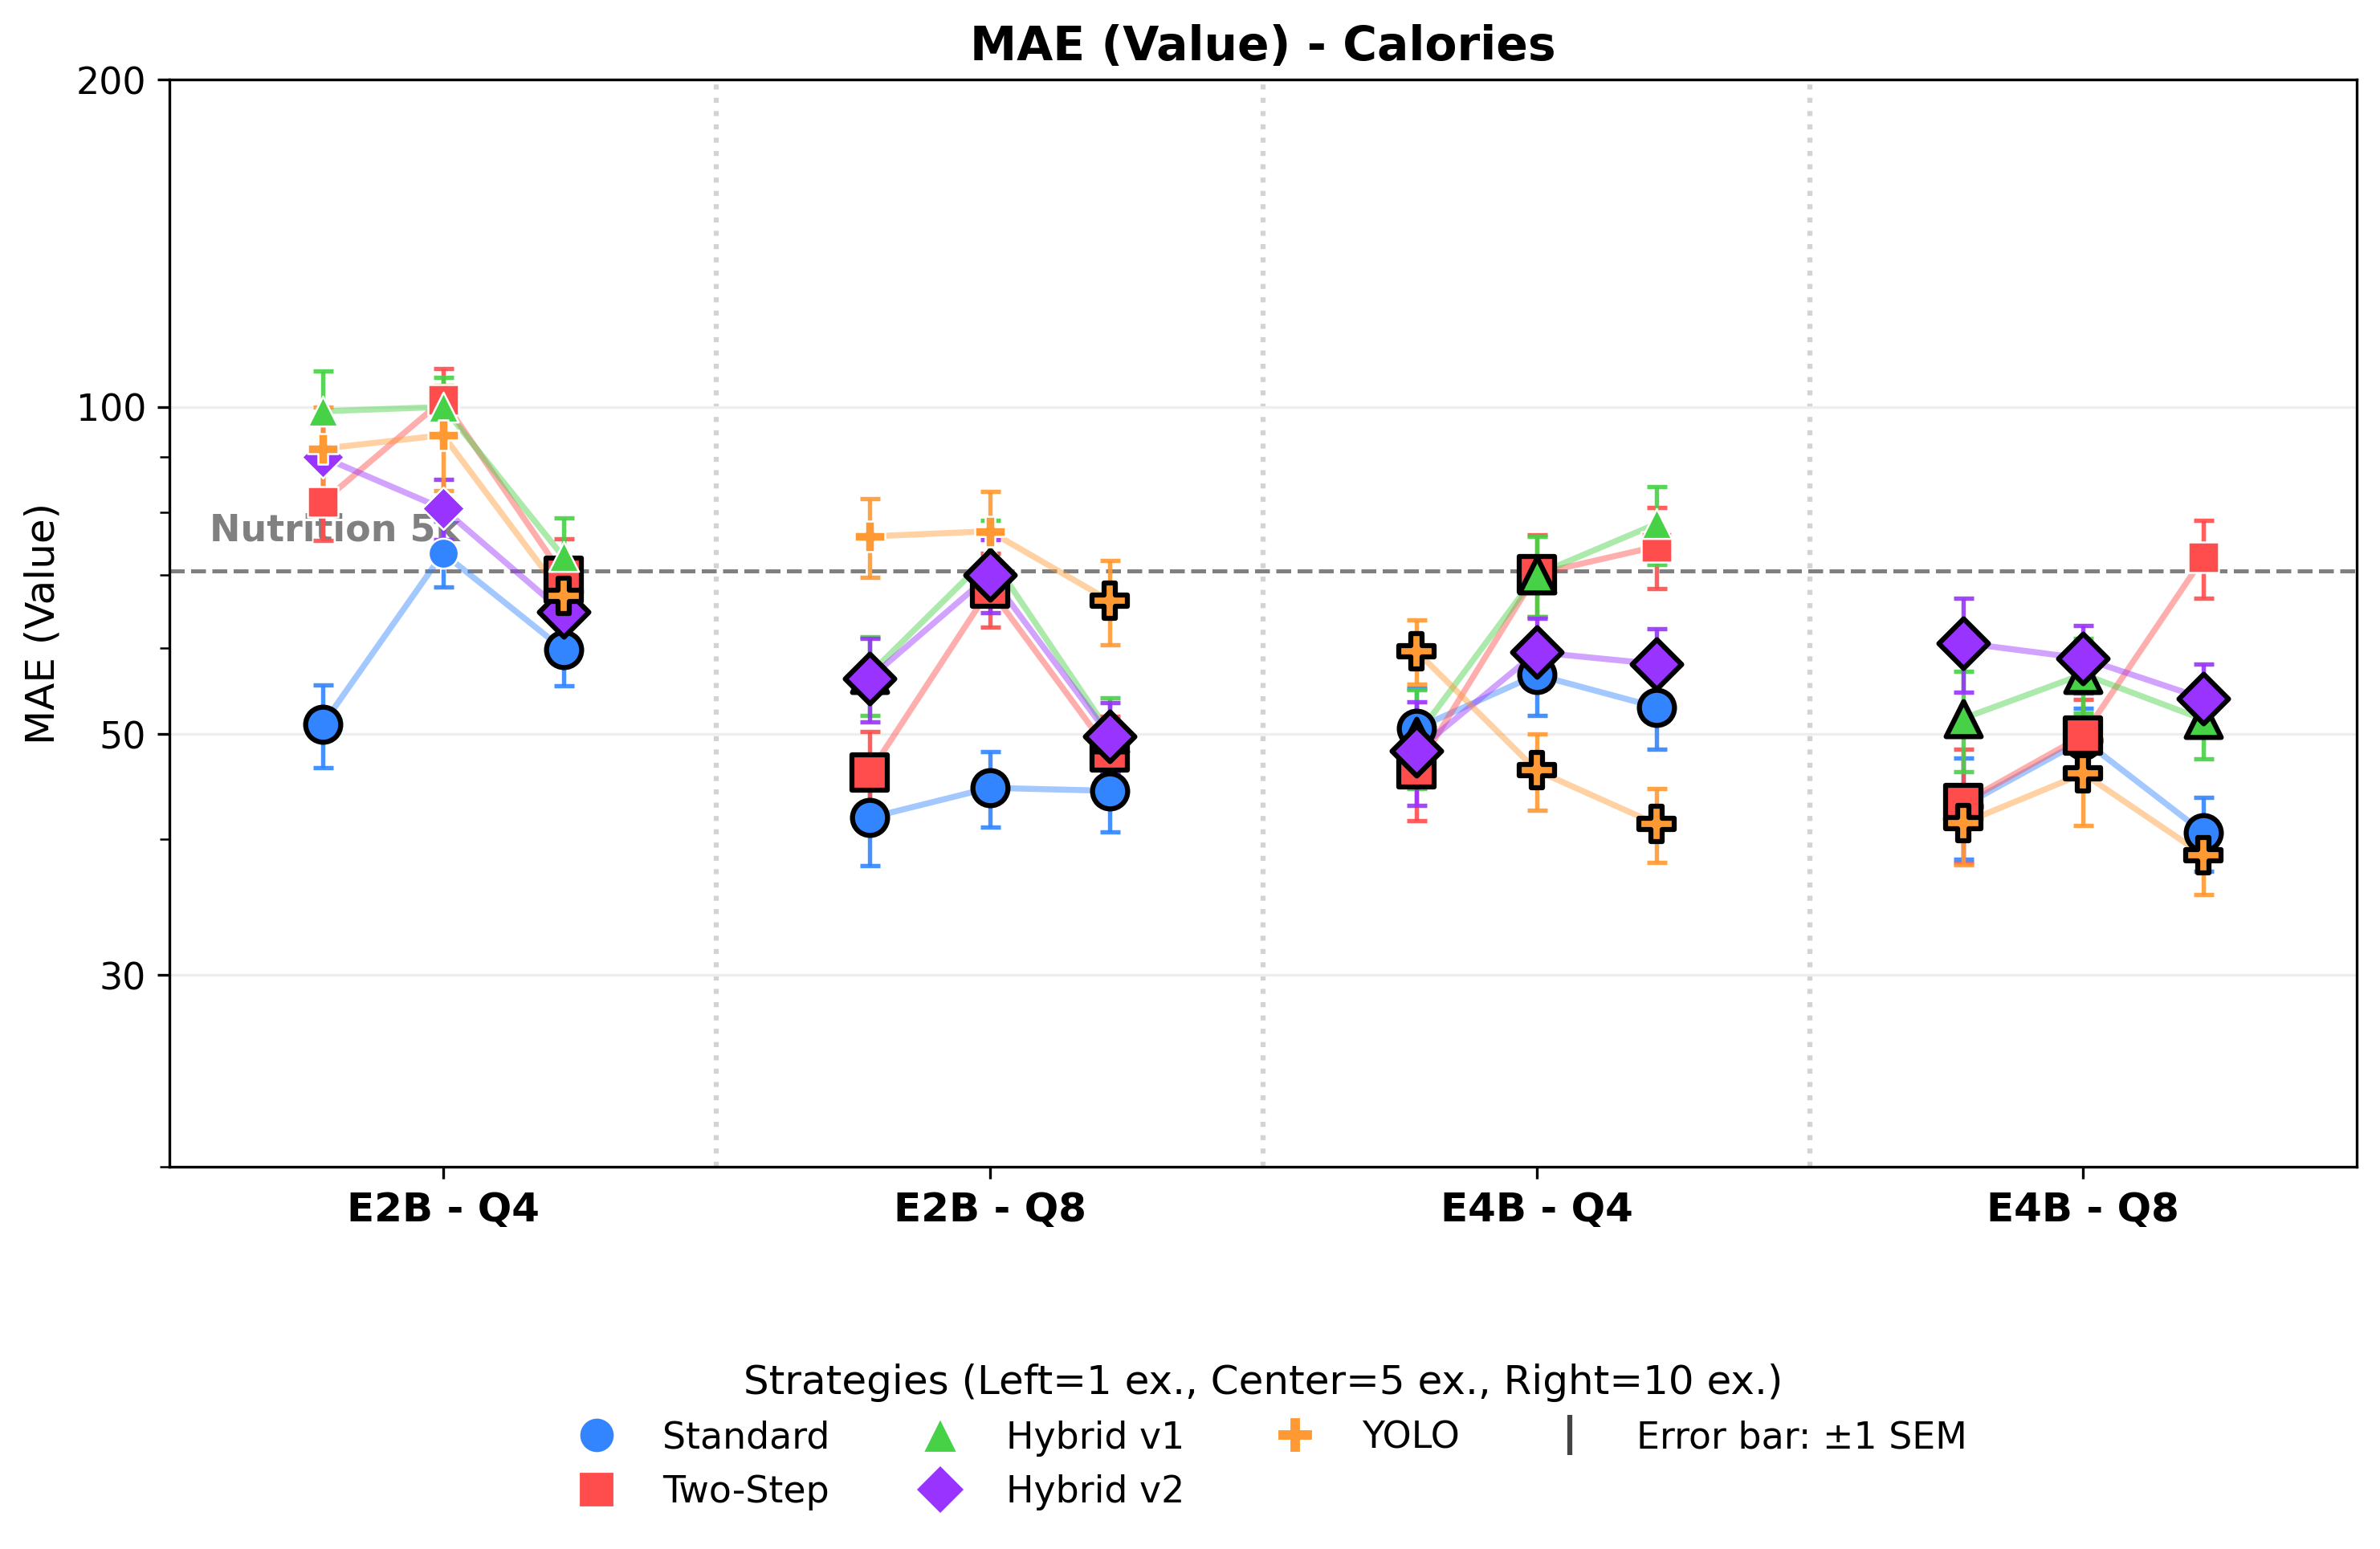 MAE (Value) - Calories
200
100
50
30
MAE (Value)
Nutrition 5k
E2B - Q4
E2B - Q8
E4B - Q4
E4B - Q8
Strategies (Left=1 ex., Center=5 ex., Right=10 ex.)
Standard
Hybrid v1
YOLO
Error bar: ±1 SEM
Two-Step
Hybrid v2